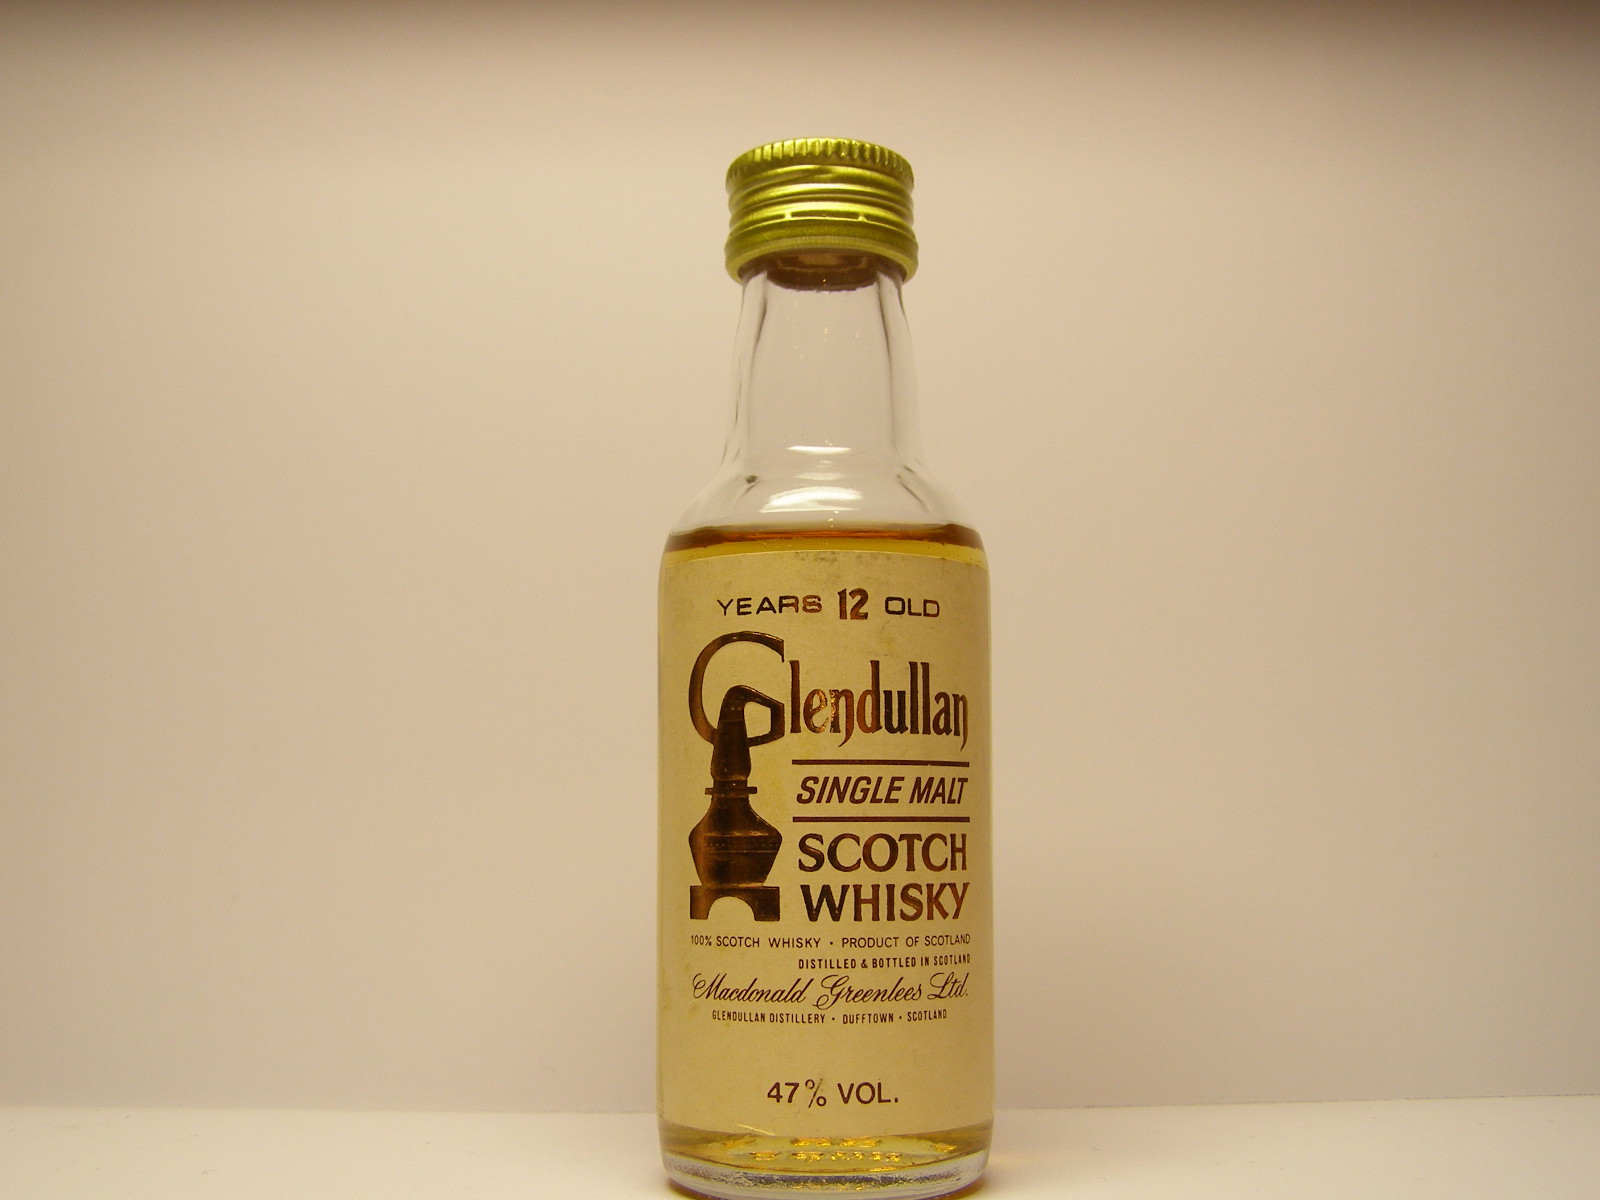 YEARS 12 OLD
Glendullan
SINGLE MALT
SCOTCH
WHISKY
100% SCOTCH WHISKY · PRODUCT OF SCOTLAND
DISTILLED & BOTTLED IN SCOTLAND
Macdonald Greenlees Ltd.
GLENDULLAN DISTILLERY · DUFFTOWN · SCOTLAND
47% VOL.